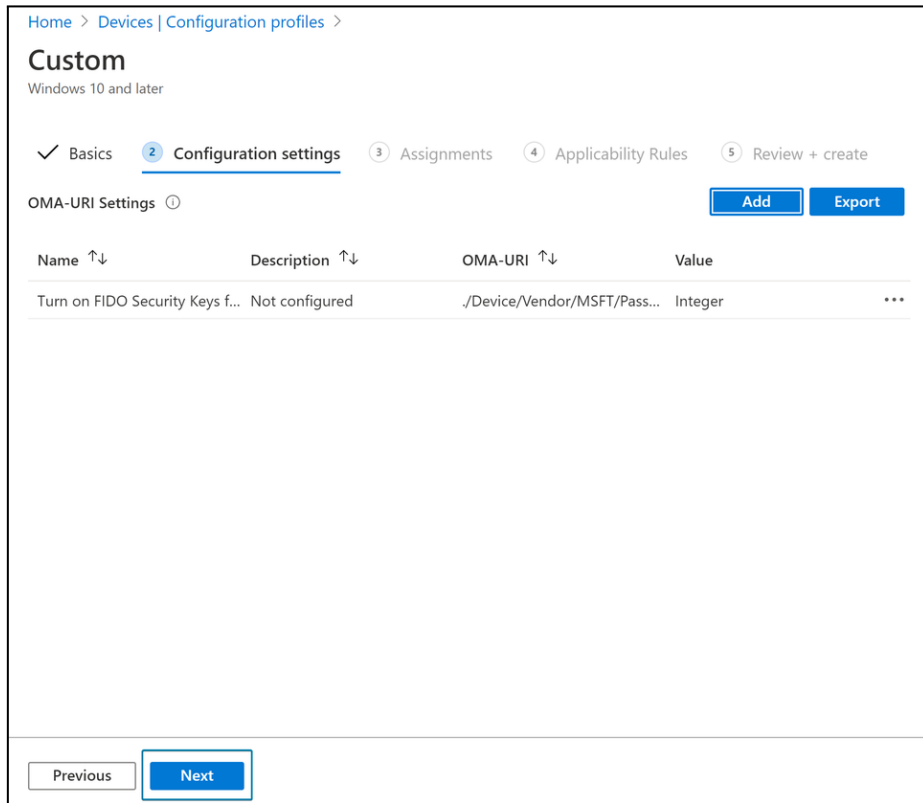 Home > Devices | Configuration profiles >
Custom
Windows 10 and later
Basics 2 Configuration settings 3 Assignments 4 Applicability Rules 5 Review + create
OMA-URI Settings Add Export
Name ↑↓ Description ↑↓ OMA-URI ↑↓ Value
Turn on FIDO Security Keys f... Not configured ./Device/Vendor/MSFT/Pass... Integer ...
Previous Next